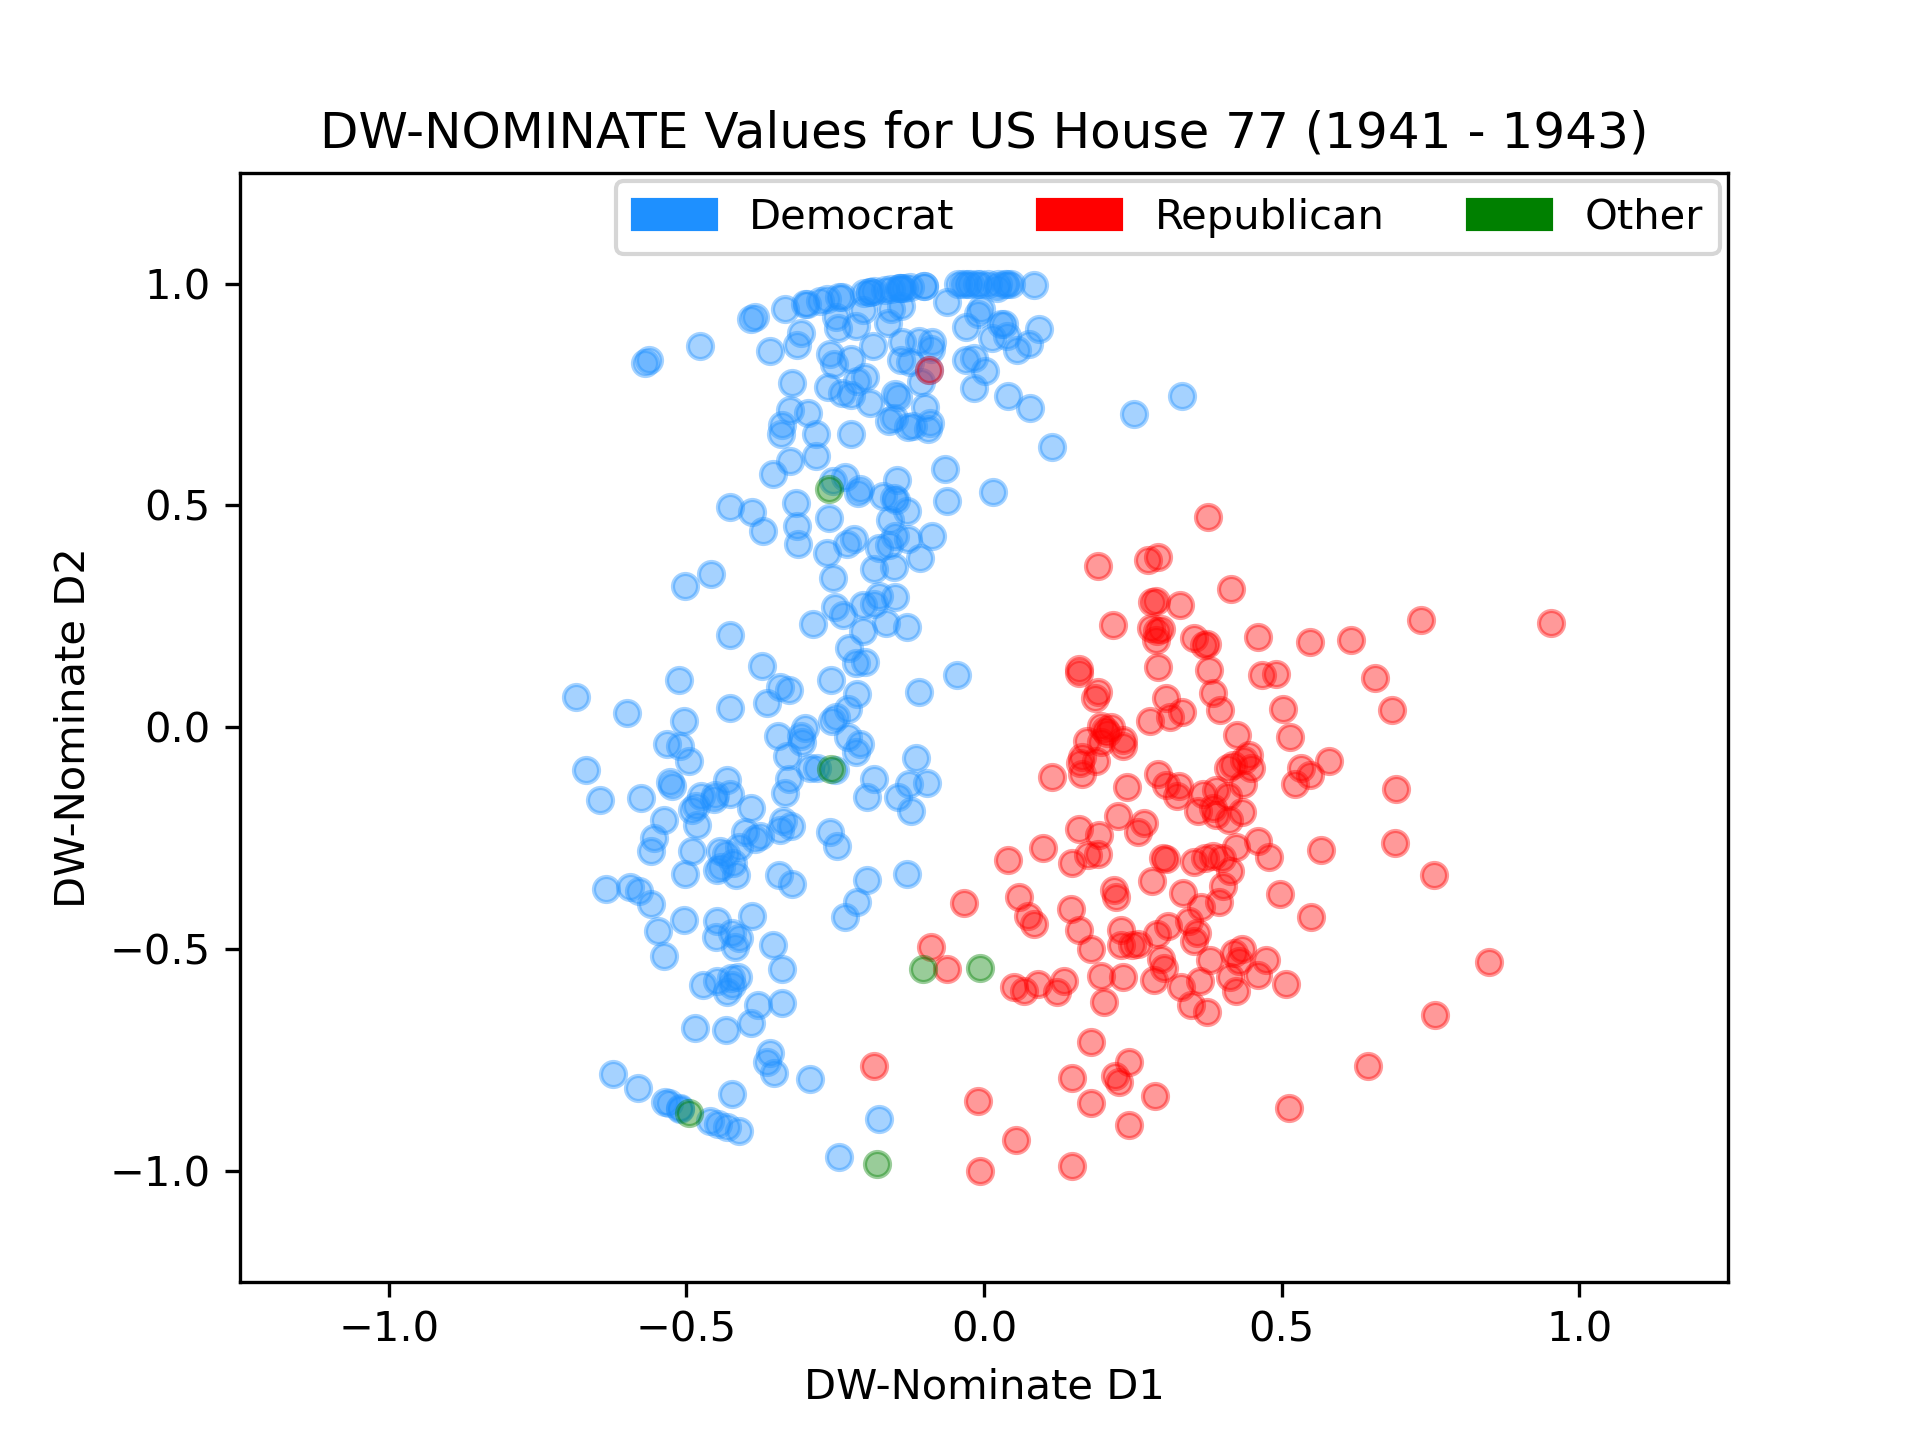 DW-NOMINATE Values for US House 77 (1941 - 1943)
Democrat Republican Other
1.0
0.5
0.0
−0.5
−1.0
DW-Nominate D2
−1.0 −0.5 0.0 0.5 1.0
DW-Nominate D1